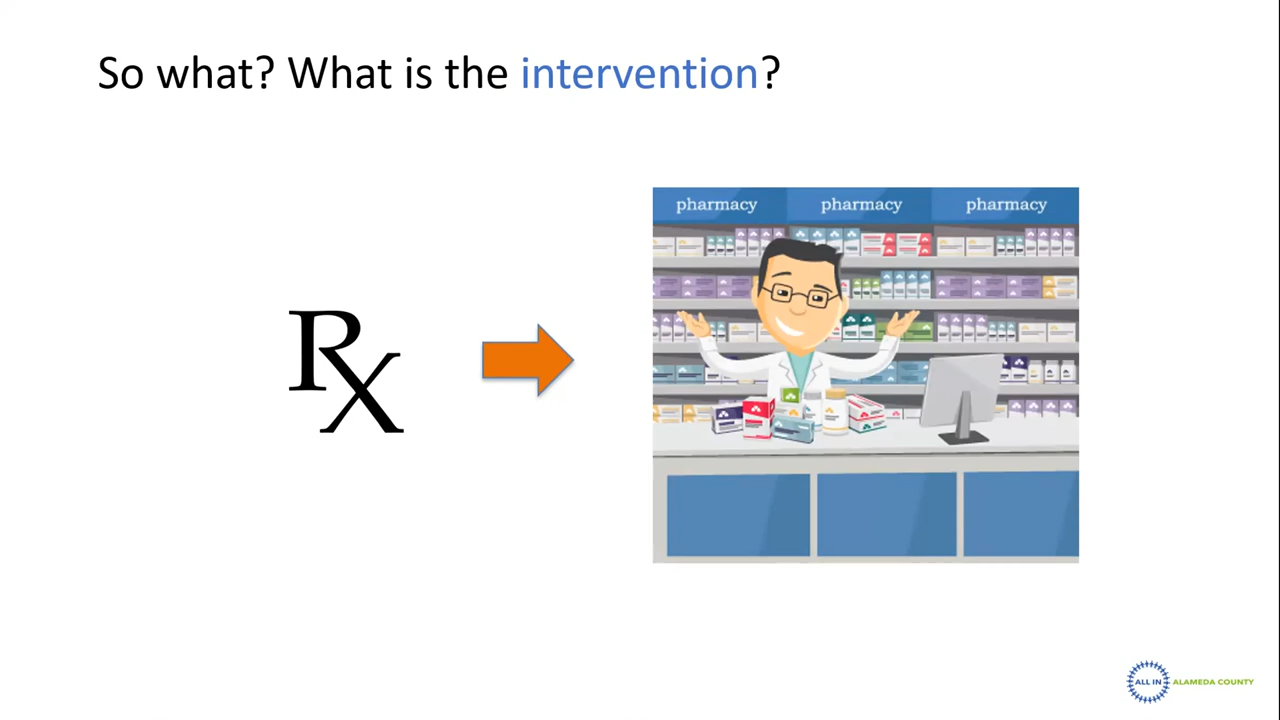 So what? What is the intervention?
pharmacy pharmacy pharmacy
Rx
ALL IN ALAMEDA COUNTY